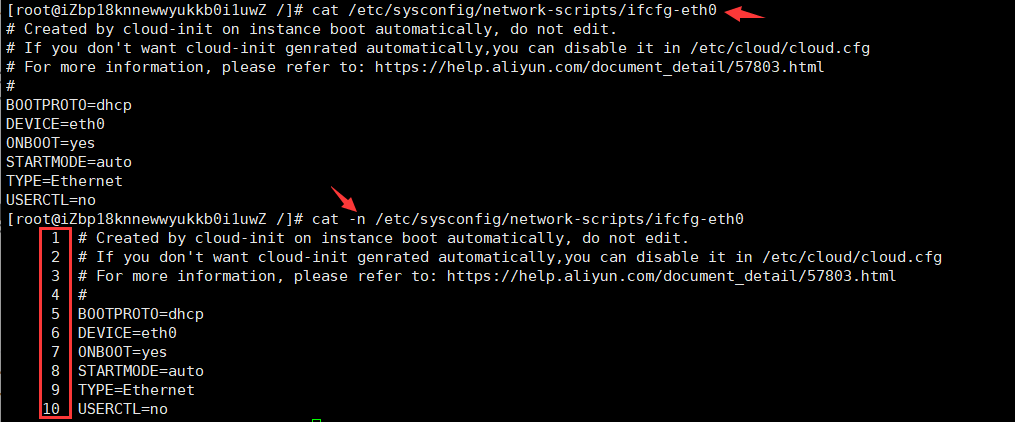 [root@iZbp18knnewwyukkb0i1uwZ /]# cat /etc/sysconfig/network-scripts/ifcfg-eth0
# Created by cloud-init on instance boot automatically, do not edit.
# If you don't want cloud-init genrated automatically,you can disable it in /etc/cloud/cloud.cfg
# For more information, please refer to: https://help.aliyun.com/document_detail/57803.html
#
BOOTPROTO=dhcp
DEVICE=eth0
ONBOOT=yes
STARTMODE=auto
TYPE=Ethernet
USERCTL=no
[root@iZbp18knnewwyukkb0i1uwZ /]# cat -n /etc/sysconfig/network-scripts/ifcfg-eth0
1 # Created by cloud-init on instance boot automatically, do not edit.
2 # If you don't want cloud-init genrated automatically,you can disable it in /etc/cloud/cloud.cfg
3 # For more information, please refer to: https://help.aliyun.com/document_detail/57803.html
4 #
5 BOOTPROTO=dhcp
6 DEVICE=eth0
7 ONBOOT=yes
8 STARTMODE=auto
9 TYPE=Ethernet
10 USERCTL=no